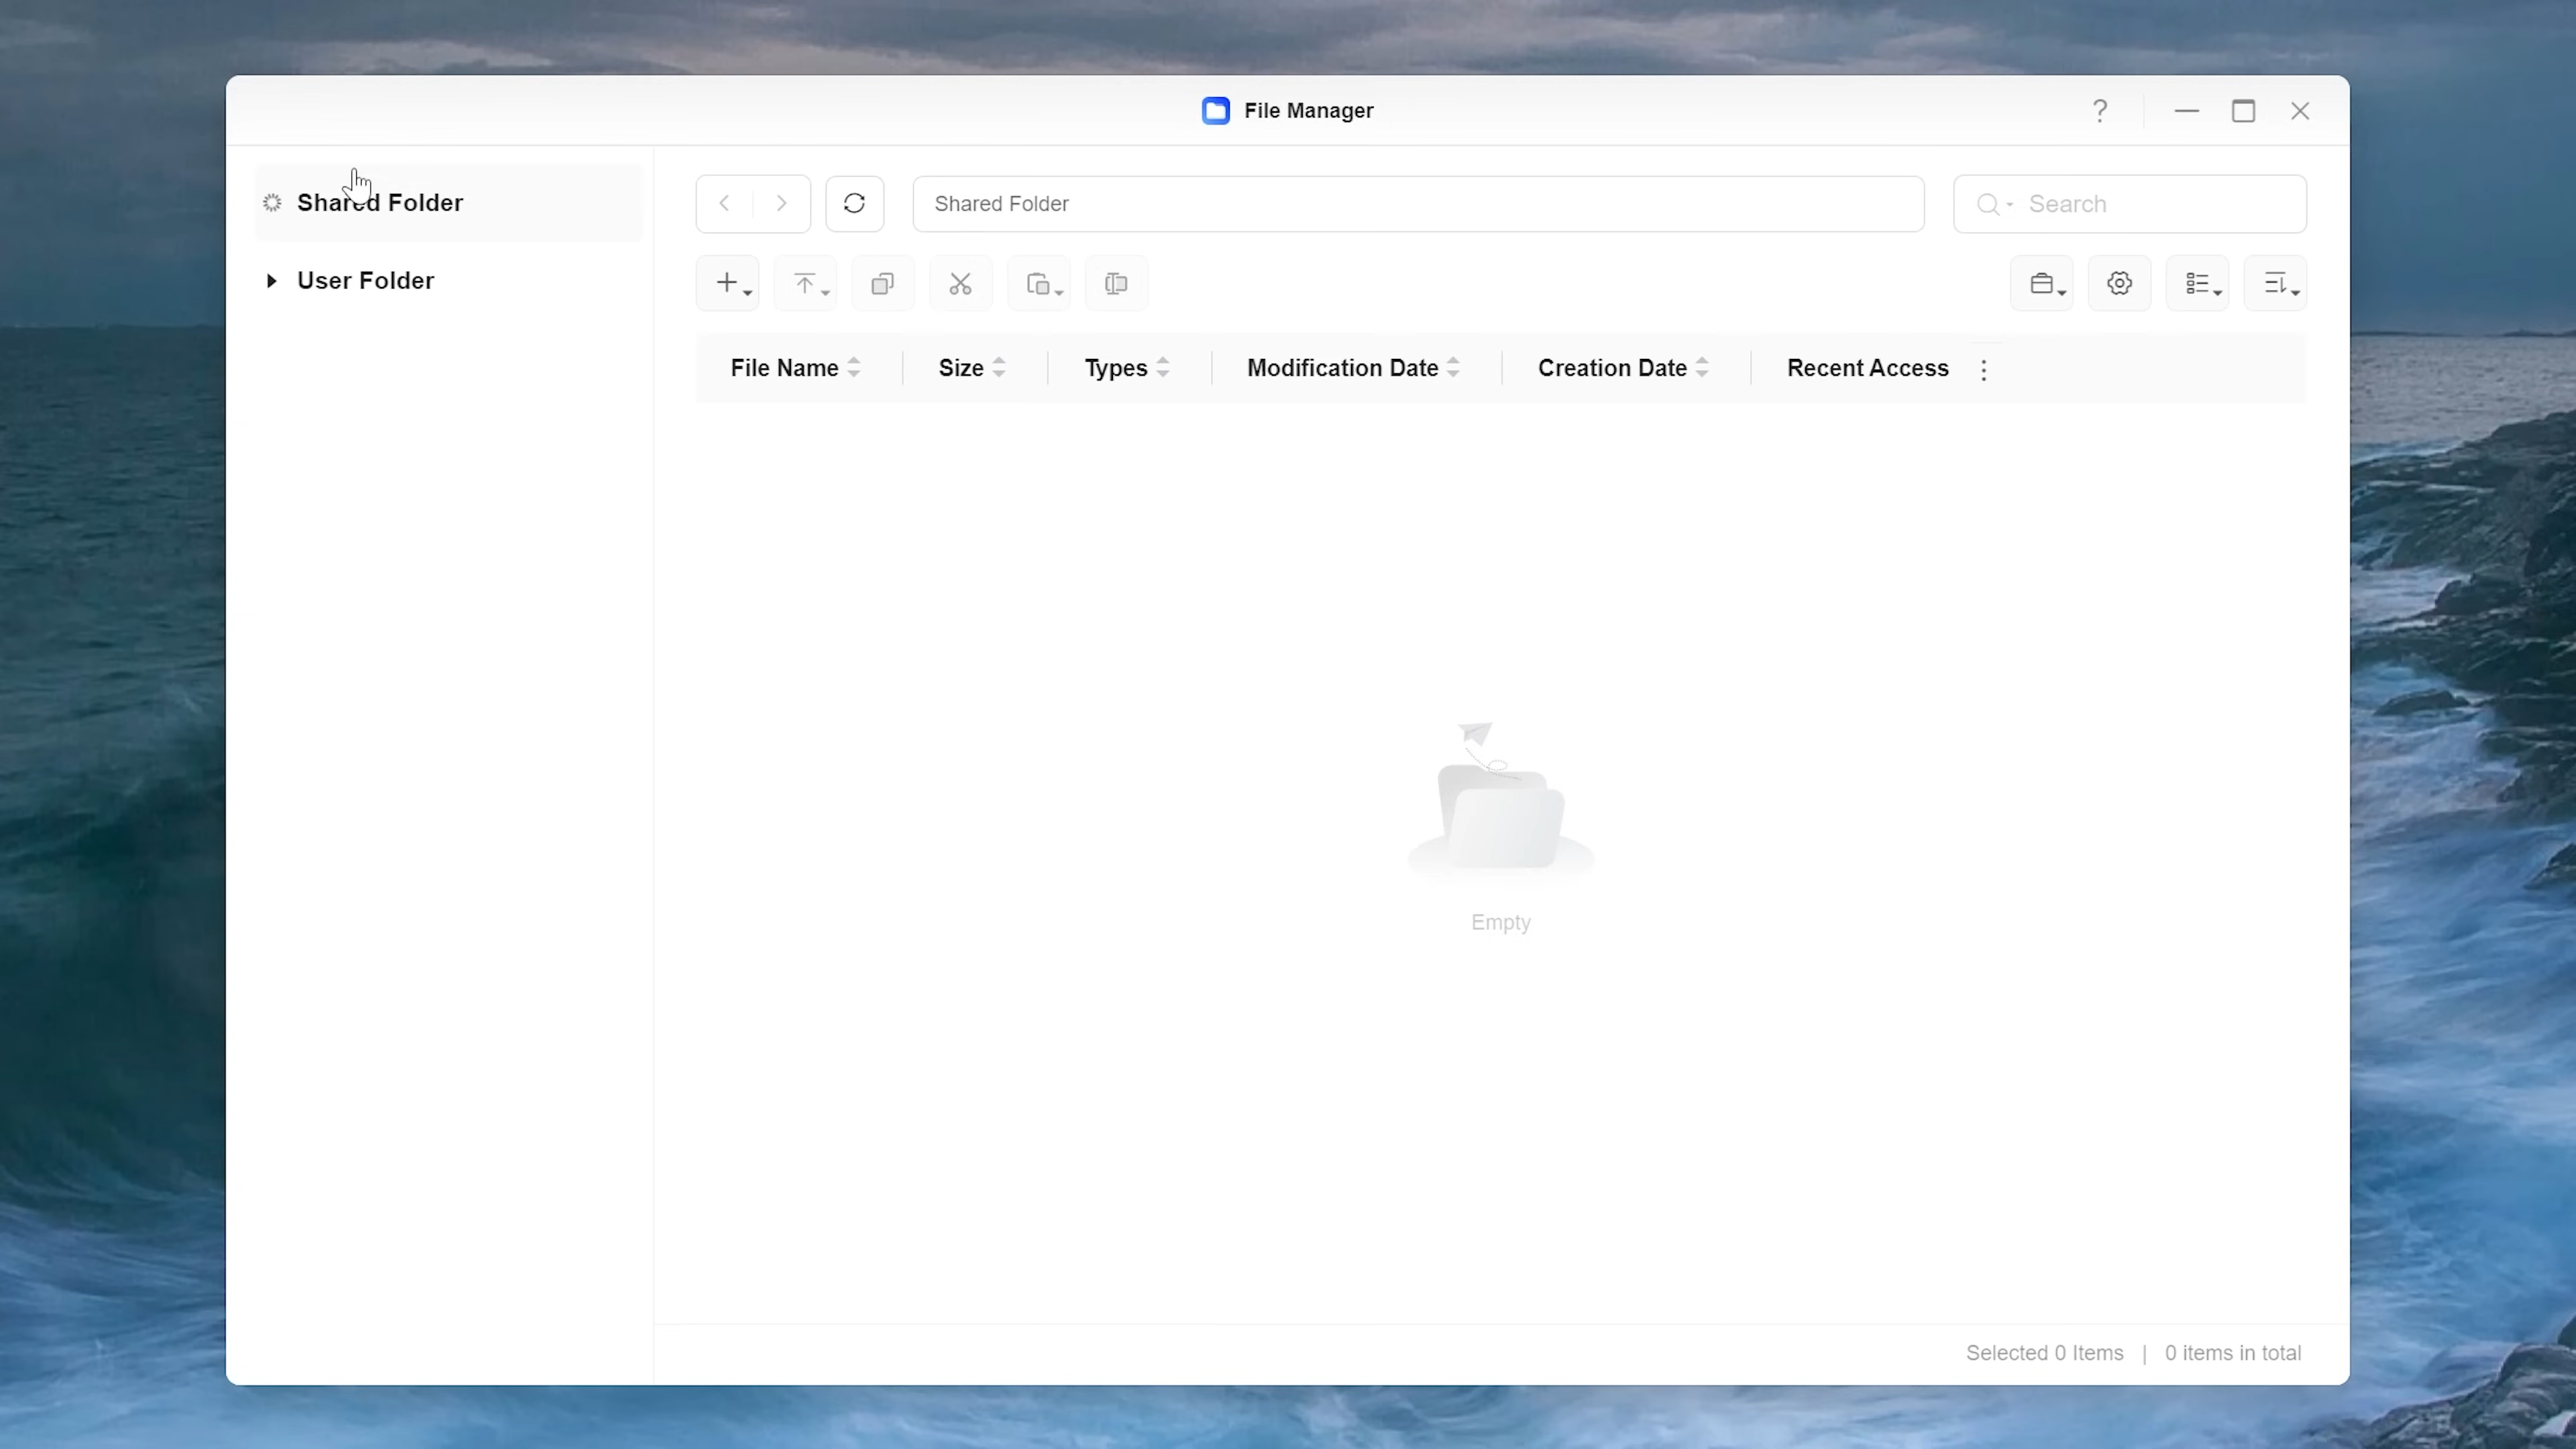 File Manager
Shared Folder
User Folder
Shared Folder
Search
File Name
Size
Types
Modification Date
Creation Date
Recent Access
Empty
Selected 0 Items | 0 items in total